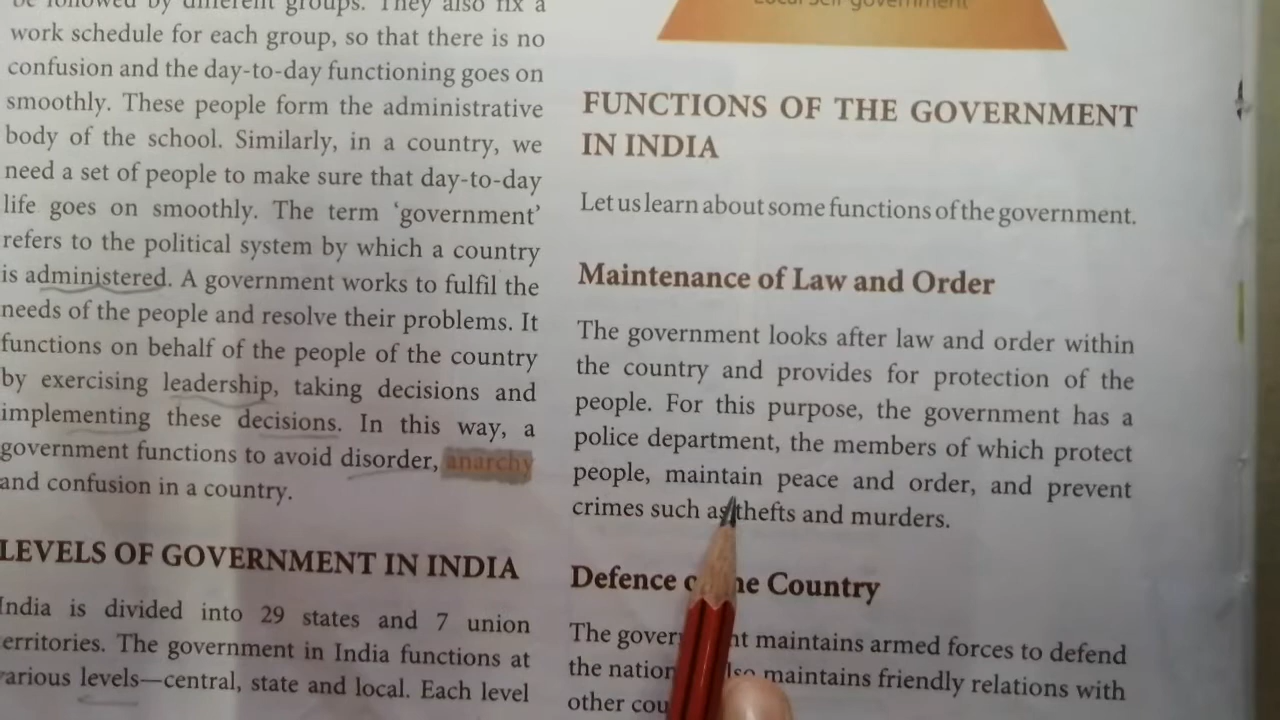 be followed by different groups. They also fix a
work schedule for each group, so that there is no
confusion and the day-to-day functioning goes on
smoothly. These people form the administrative
body of the school. Similarly, in a country, we
need a set of people to make sure that day-to-day
life goes on smoothly. The term ‘government’
refers to the political system by which a country
is administered. A government works to fulfil the
needs of the people and resolve their problems. It
functions on behalf of the people of the country
by exercising leadership, taking decisions and
implementing these decisions. In this way, a
government functions to avoid disorder, anarchy
and confusion in a country.
LEVELS OF GOVERNMENT IN INDIA
India is divided into 29 states and 7 union
territories. The government in India functions at
various levels—central, state and local. Each level
Local self-government
FUNCTIONS OF THE GOVERNMENT
IN INDIA
Let us learn about some functions of the government.
Maintenance of Law and Order
The government looks after law and order within
the country and provides for protection of the
people. For this purpose, the government has a
police department, the members of which protect
people, maintain peace and order, and prevent
crimes such as thefts and murders.
Defence the Country
The maintains armed forces to defend
the maintains friendly relations with
other